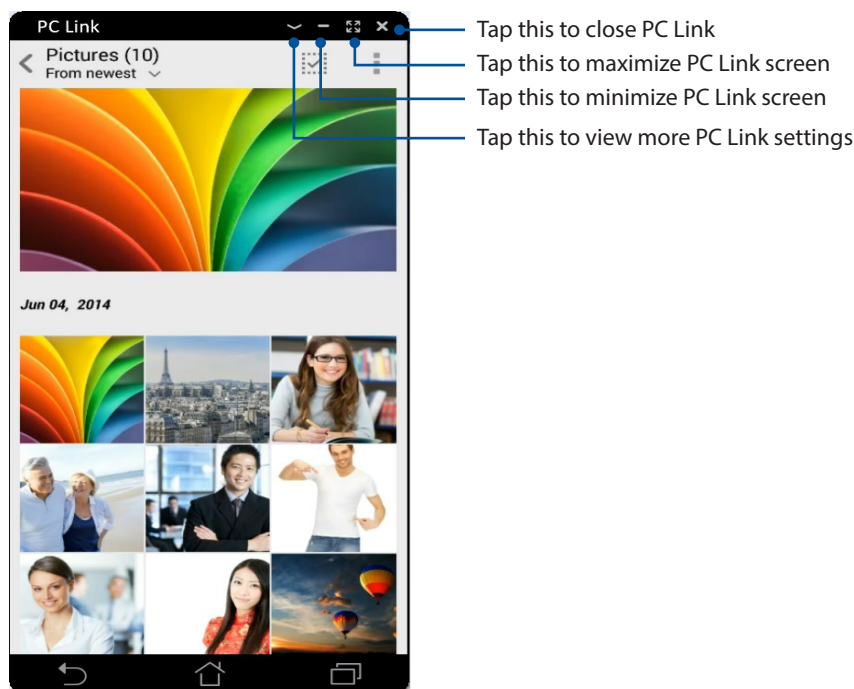 PC Link
Tap this to close PC Link
Pictures (10)
From newest
Tap this to maximize PC Link screen
Tap this to minimize PC Link screen
Tap this to view more PC Link settings
Jun 04, 2014